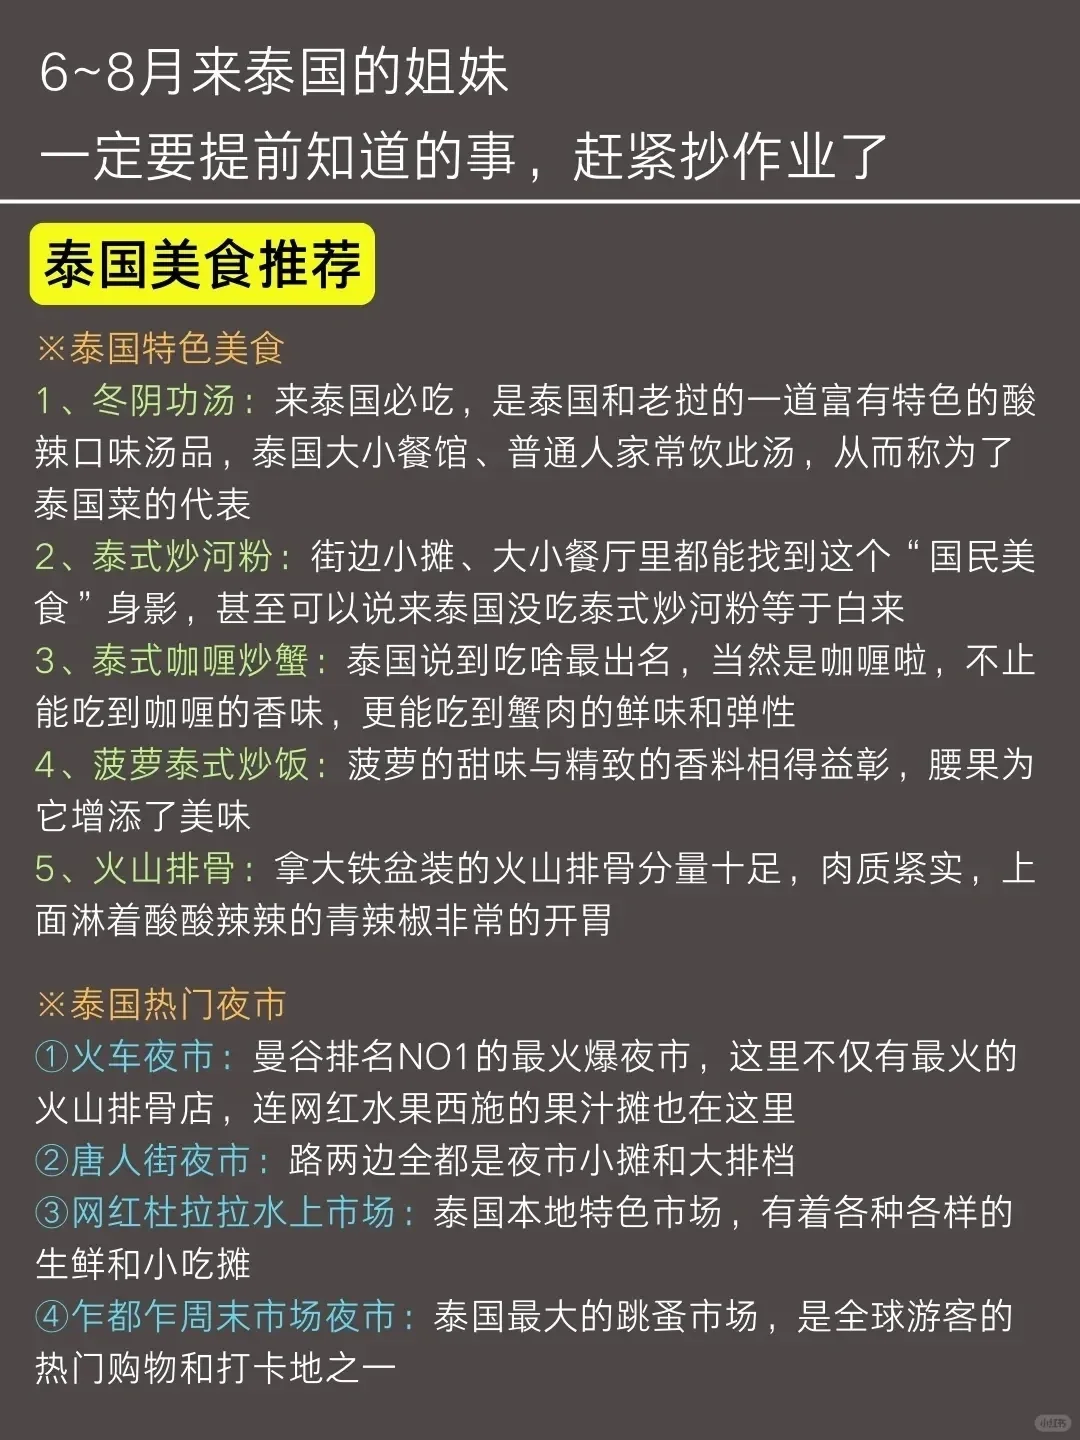 6~8月来泰国的姐妹
一定要提前知道的事，赶紧抄作业了
泰国美食推荐
※泰国特色美食
1、冬阴功汤：来泰国必吃，是泰国和老挝的一道富有特色的酸
辣口味汤品，泰国大小餐馆、普通人家常饮此汤，从而称为了
泰国菜的代表
2、泰式炒河粉：街边小摊、大小餐厅里都能找到这个“国民美
食”身影，甚至可以说来泰国没吃泰式炒河粉等于白来
3、泰式咖喱炒蟹：泰国说到吃啥最出名，当然是咖喱啦，不止
能吃到咖喱的香味，更能吃到蟹肉的鲜味和弹性
4、菠萝泰式炒饭：菠萝的甜味与精致的香料相得益彰，腰果为
它增添了美味
5、火山排骨：拿大铁盆装的火山排骨分量十足，肉质紧实，上
面淋着酸酸辣辣的青辣椒非常的开胃
※泰国热门夜市
①火车夜市：曼谷排名NO1的最火爆夜市，这里不仅有最火的
火山排骨店，连网红水果西施的果汁摊也在这里
②唐人街夜市：路两边全都是夜市小摊和大排档
③网红杜拉拉水上市场：泰国本地特色市场，有着各种各样的
生鲜和小吃摊
④乍都乍周末市场夜市：泰国最大的跳蚤市场，是全球游客的
热门购物和打卡地之一
小红书